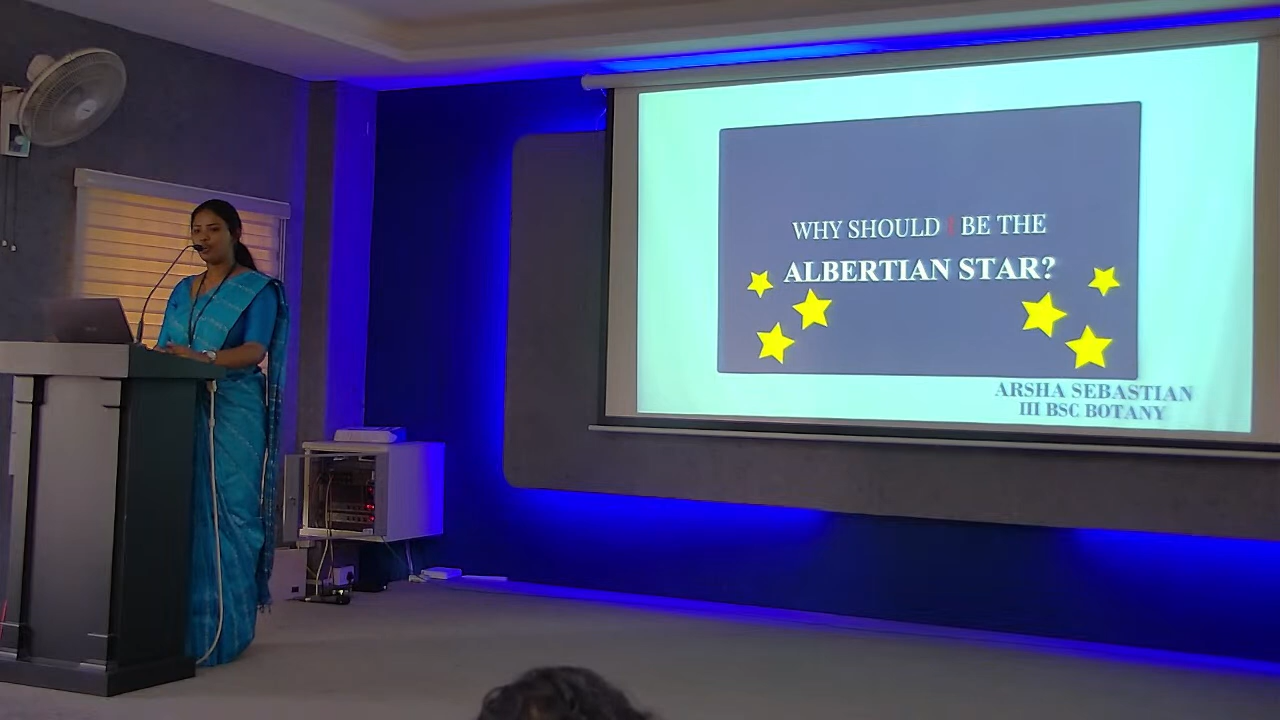 WHY SHOULD I BE THE
ALBERTIAN STAR?
ARSHA SEBASTIAN
III BSC BOTANY